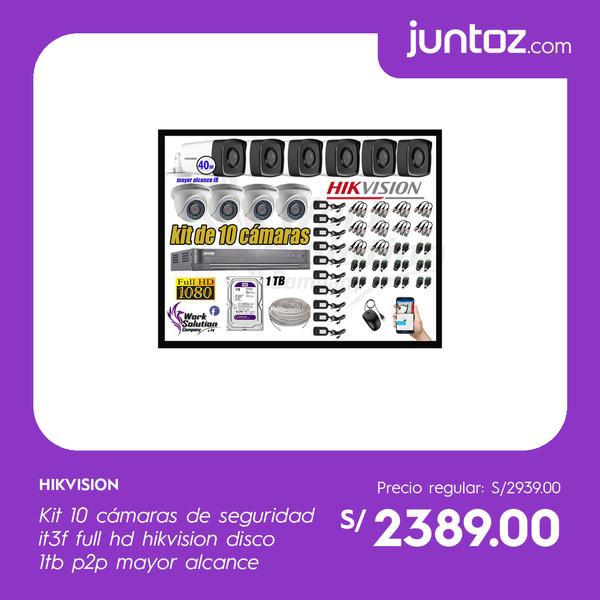 juntoz.com
40m
mayor alcance IR
HIKVISION
kit de 10 cámaras
Full HD
1080
1 TB
Work
Solution
Company
HIKVISION
Kit 10 cámaras de seguridad
it3f full hd hikvision disco
1tb p2p mayor alcance
Precio regular: S/2939.00
S/ 2389.00